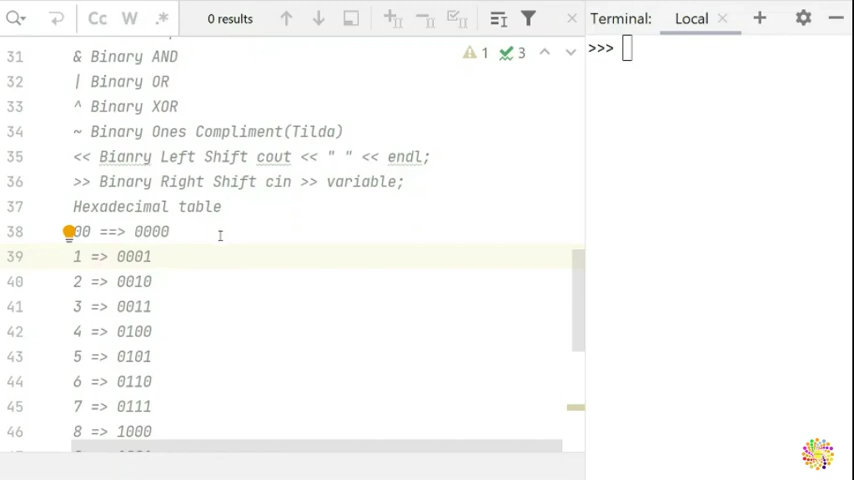 Cc W .* 0 results
Terminal: Local
>>>
1 3
31 & Binary AND
32 | Binary OR
33 ^ Binary XOR
34 ~ Binary Ones Compliment(Tilda)
35 << Bianry Left Shift cout << " " << endl;
36 >> Binary Right Shift cin >> variable;
37 Hexadecimal table
38 00 ==> 0000
39 1 => 0001
40 2 => 0010
41 3 => 0011
42 4 => 0100
43 5 => 0101
44 6 => 0110
45 7 => 0111
46 8 => 1000